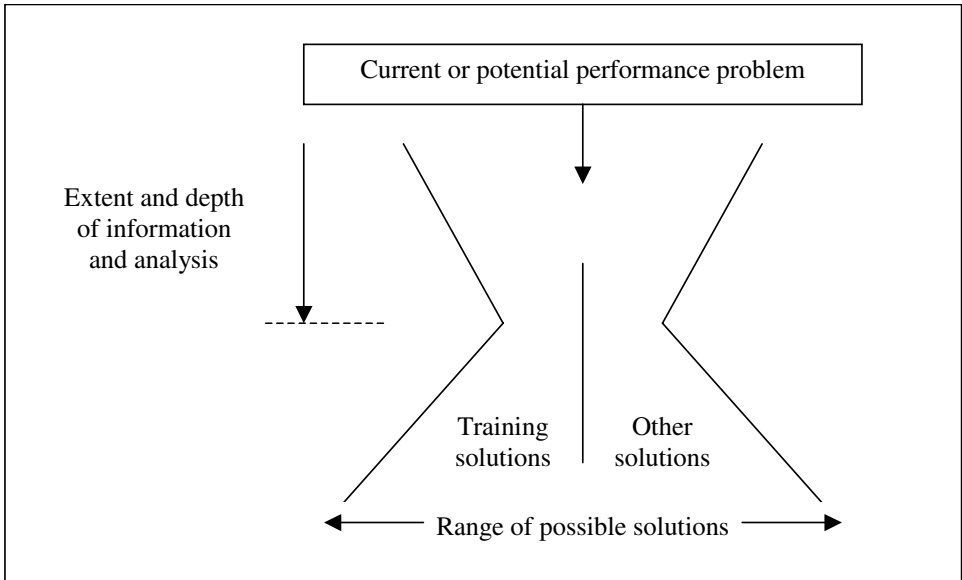 Current or potential performance problem
Extent and depth
of information
and analysis
Training
solutions
Other
solutions
Range of possible solutions